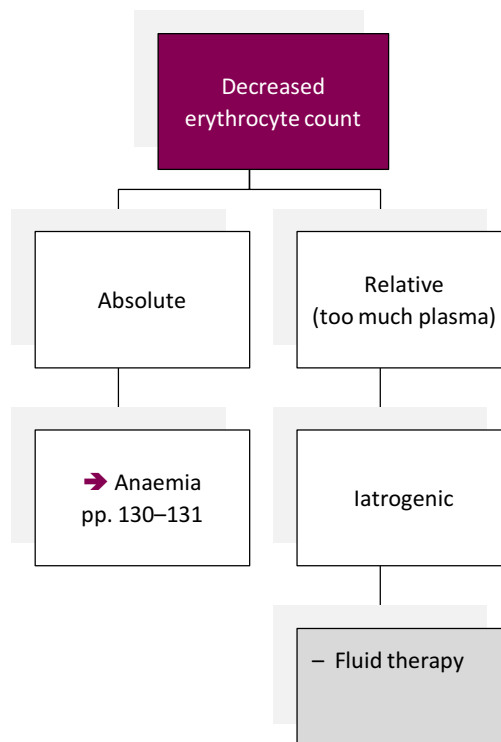 Decreased
erythrocyte count
Absolute
Relative
(too much plasma)
➔ Anaemia
pp. 130–131
Iatrogenic
– Fluid therapy